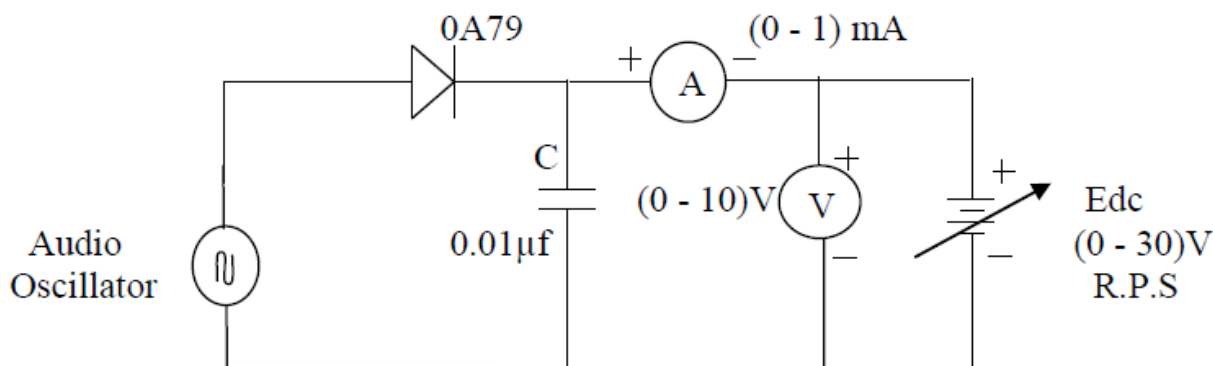 0A79
(0 - 1) mA
+
−
A
C
0.01µf
(0 - 10)V
V
+
−
+
−
Edc
(0 - 30)V
R.P.S
Audio
Oscillator